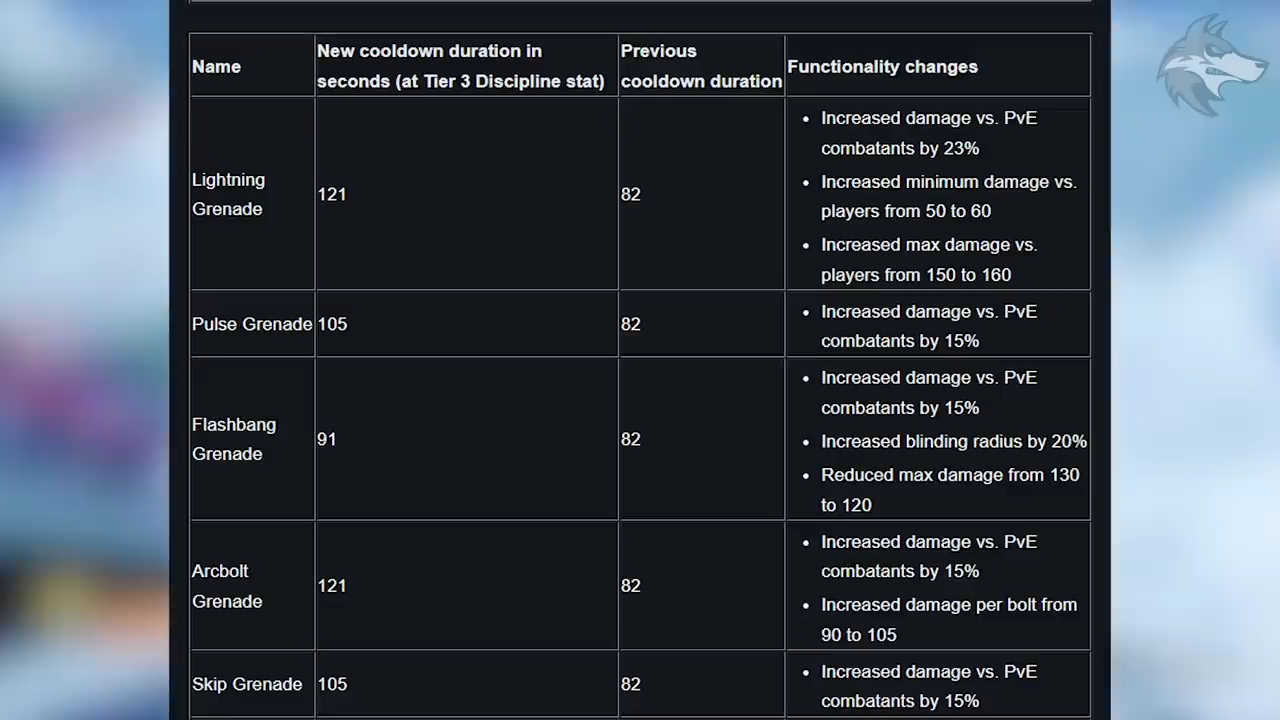 Name
New cooldown duration in
seconds (at Tier 3 Discipline stat)
Previous
cooldown duration
Functionality changes
Lightning
Grenade
121
82
• Increased damage vs. PvE
combatants by 23%
• Increased minimum damage vs.
players from 50 to 60
• Increased max damage vs.
players from 150 to 160
Pulse Grenade
105
82
• Increased damage vs. PvE
combatants by 15%
Flashbang
Grenade
91
82
• Increased damage vs. PvE
combatants by 15%
• Increased blinding radius by 20%
• Reduced max damage from 130
to 120
Arcbolt
Grenade
121
82
• Increased damage vs. PvE
combatants by 15%
• Increased damage per bolt from
90 to 105
Skip Grenade
105
82
• Increased damage vs. PvE
combatants by 15%